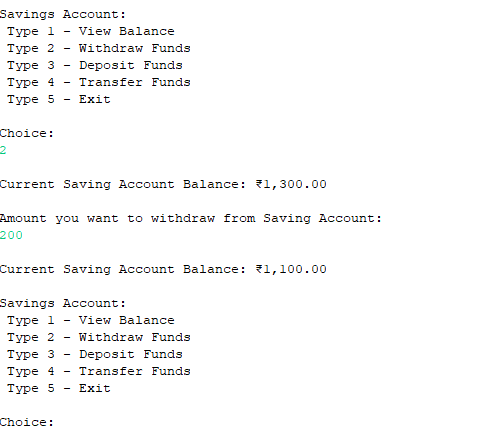 Savings Account:
Type 1 - View Balance
Type 2 - Withdraw Funds
Type 3 - Deposit Funds
Type 4 - Transfer Funds
Type 5 - Exit
Choice:
2
Current Saving Account Balance: ₹1,300.00
Amount you want to withdraw from Saving Account:
200
Current Saving Account Balance: ₹1,100.00
Savings Account:
Type 1 - View Balance
Type 2 - Withdraw Funds
Type 3 - Deposit Funds
Type 4 - Transfer Funds
Type 5 - Exit
Choice: